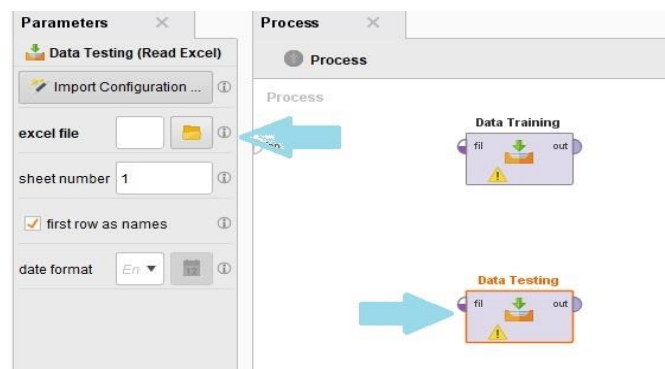 Parameters
Data Testing (Read Excel)
Import Configuration ...
excel file
sheet number 1
first row as names
date format En
Process
Process
Process
Data Training
fil out
Data Testing
fil out